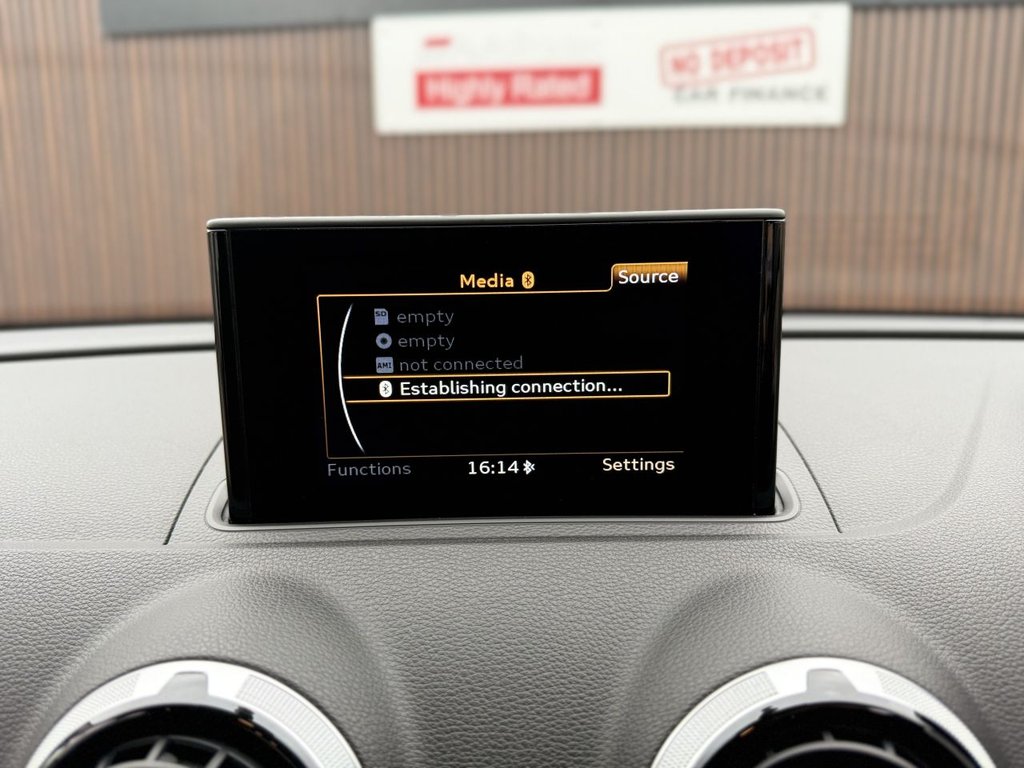 Highly Rated
NO DEPOSIT
CAR FINANCE
Media
Source
SD empty
empty
AMI not connected
Establishing connection...
Functions
16:14
Settings